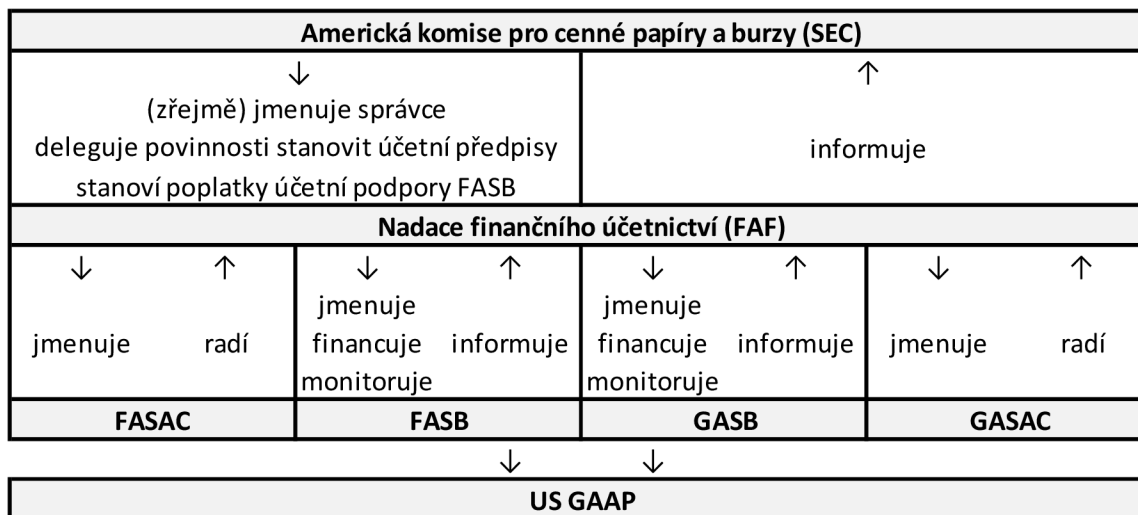 Americká komise pro cenné papíry a burzy (SEC)
↓ ↑
(zřejmě) jmenuje správce
deleguje povinnosti stanovit účetní předpisy
stanoví poplatky účetní podpory FASB
informuje
Nadace finančního účetnictví (FAF)
↓ ↑ ↓ ↑ ↓ ↑ ↓ ↑
jmenuje radí
jmenuje
financuje informuje
monitoruje
jmenuje
financuje informuje
monitoruje
jmenuje radí
FASAC FASB GASB GASAC
↓ ↓
US GAAP